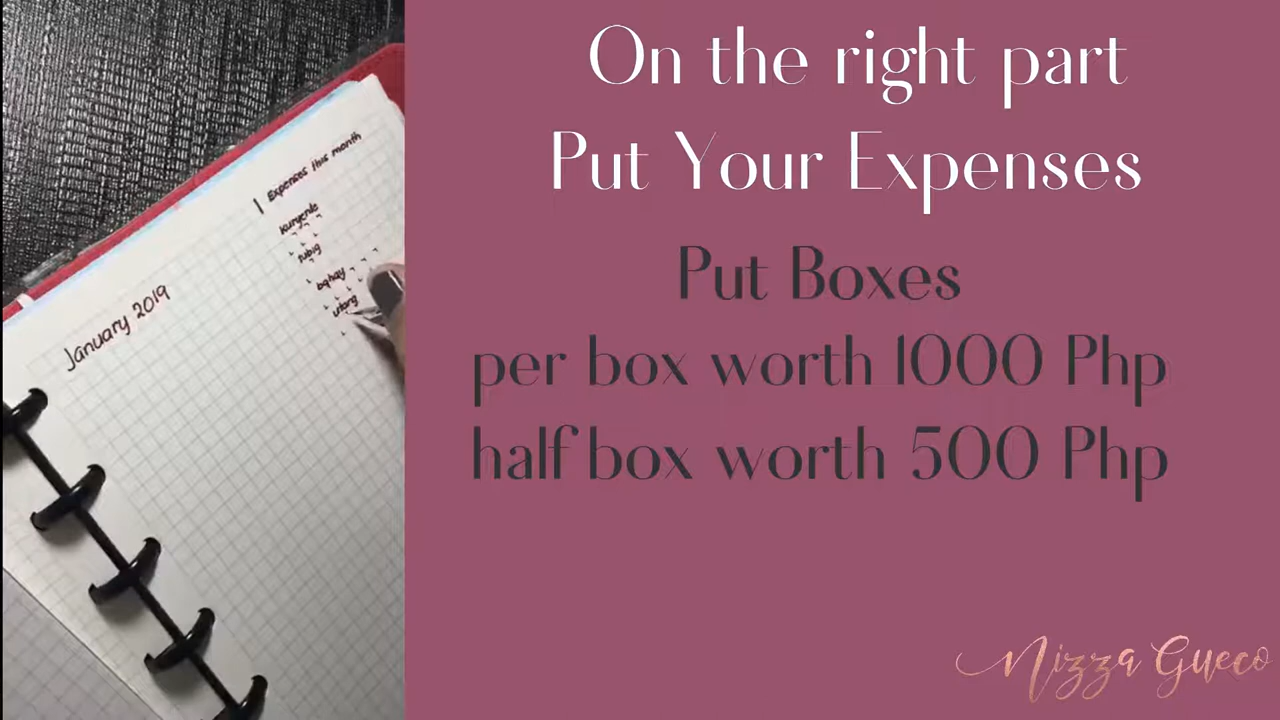 January 2019
Expenses this month
kuryente
tubig
bahay
utang
On the right part
Put Your Expenses
Put Boxes
per box worth 1000 Php
half box worth 500 Php
Nizza Gueco